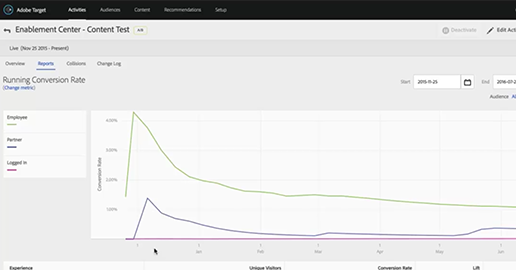 Adobe Target Activities Audiences Content Recommendations Setup
Enablement Center - Content Test A/B Deactivate Edit Act
Live (Nov 25 2015 - Present)
Overview Reports Collisions Change Log
Running Conversion Rate
(Change metric)
Start 2015-11-25 End 2016-07-2
Audience
Employee
Partner
Logged In
Conversion Rate
4.00%
3.00%
2.00%
1.00%
Jan Feb Mar Apr May
Experience Unique Visitors Conversion Rate Lift